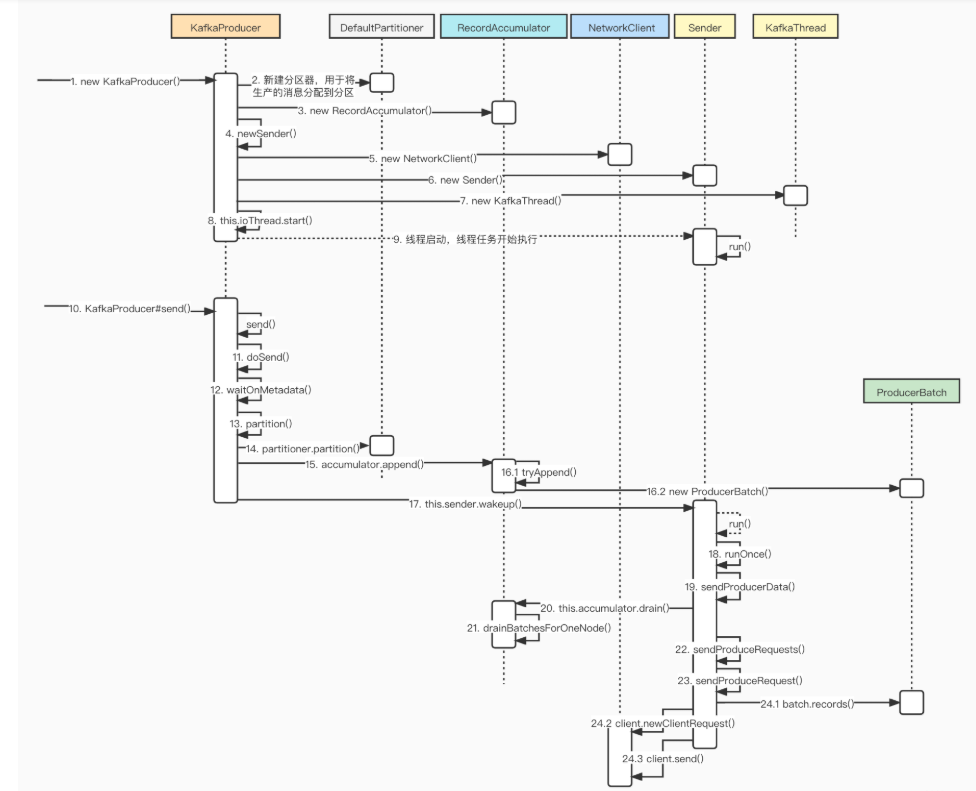 KafkaProducer
DefaultPartitioner
RecordAccumulator
NetworkClient
Sender
KafkaThread
1. new KafkaProducer()
2. 新建分区器，用于将
生产的消息分配到分区
3. new RecordAccumulator()
4. newSender()
5. new NetworkClient()
6. new Sender()
7. new KafkaThread()
8. this.ioThread.start()
9. 线程启动，线程任务开始执行
run()
10. KafkaProducer#send()
send()
11. doSend()
12. waitOnMetadata()
ProducerBatch
13. partition()
14. partitioner.partition()
15. accumulator.append()
16.1 tryAppend()
16.2 new ProducerBatch()
17. this.sender.wakeup()
run()
18. runOnce()
19. sendProducerData()
20. this.accumulator.drain()
21. drainBatchesForOneNode()
22. sendProduceRequests()
23. sendProduceRequest()
24.1 batch.records()
24.2 client.newClientRequest()
24.3 client.send()